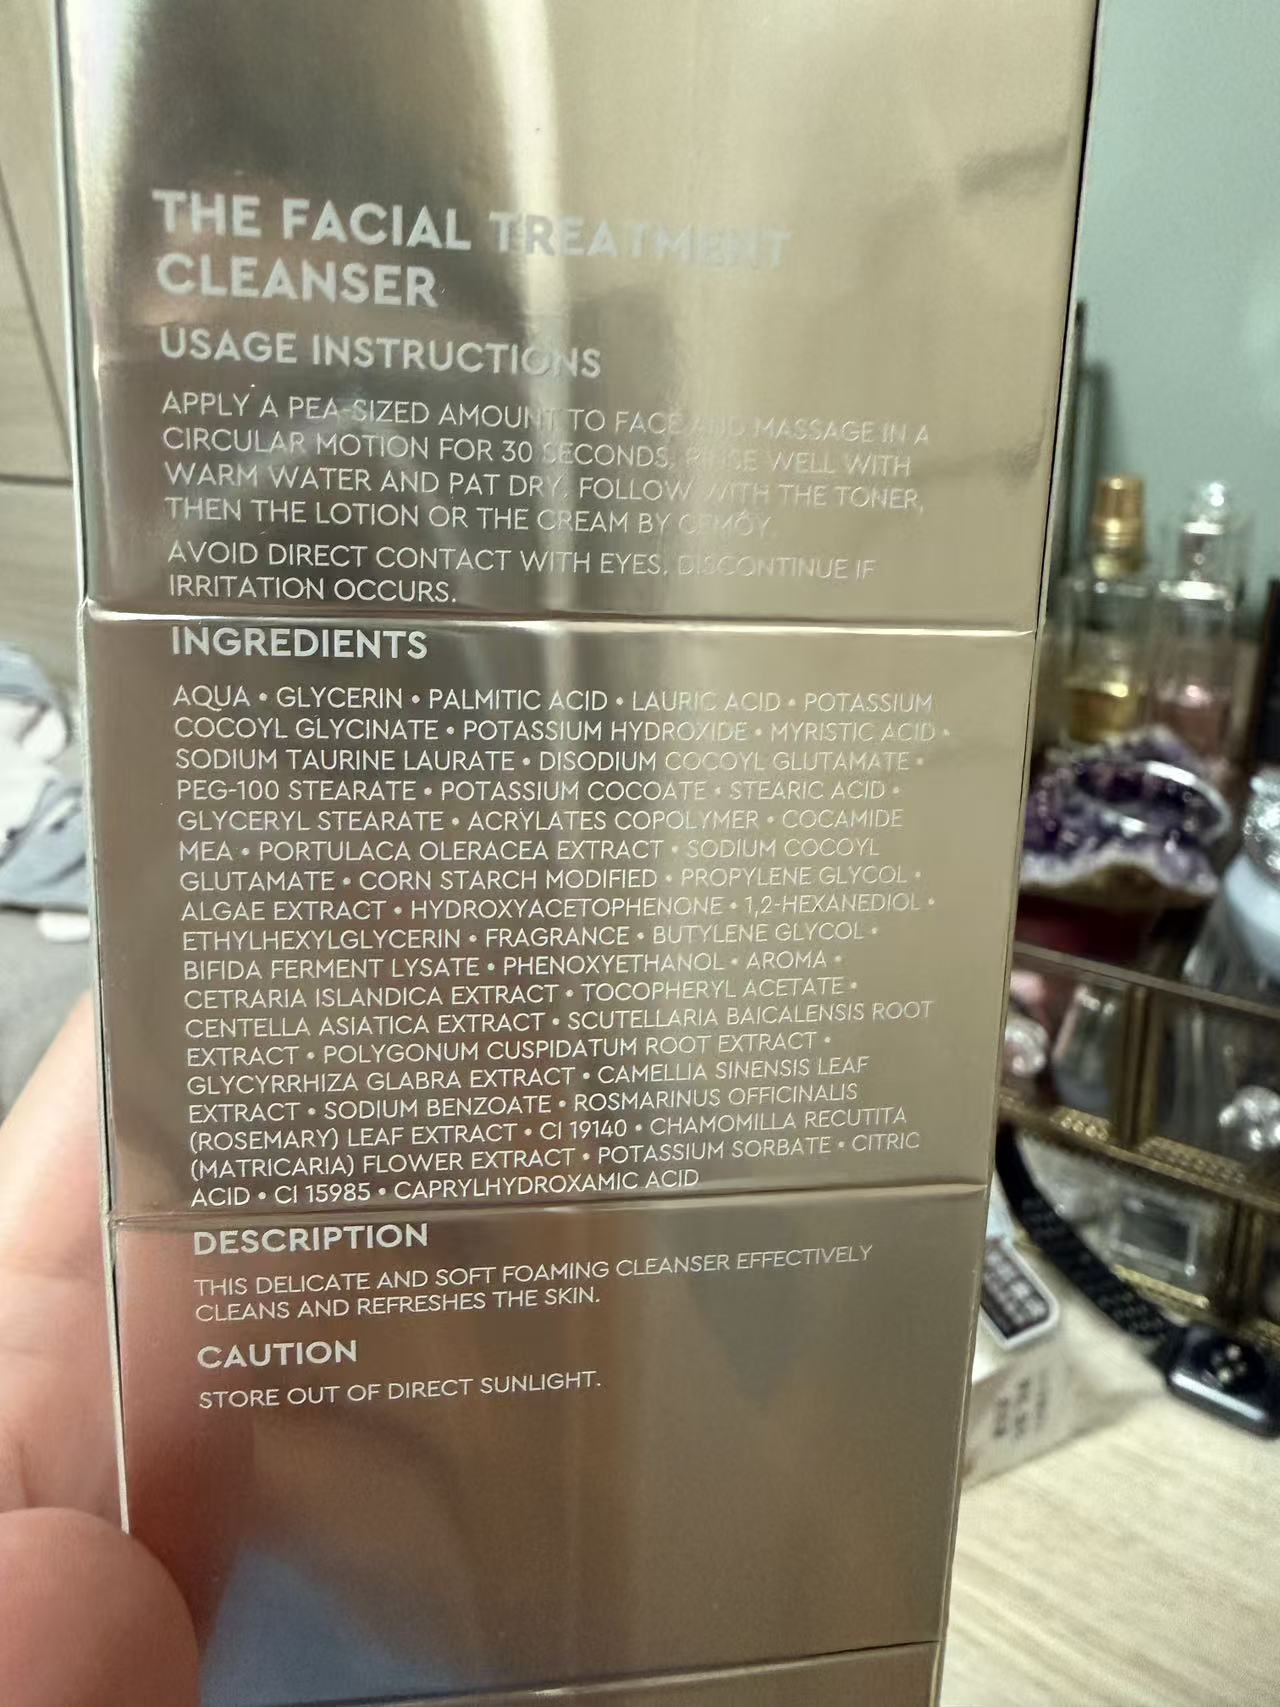 THE FACIAL TREATMENT
CLEANSER
USAGE INSTRUCTIONS
APPLY A PEA-SIZED AMOUNT TO FACE AND MASSAGE IN A
CIRCULAR MOTION FOR 30 SECONDS. RINSE WELL WITH
WARM WATER AND PAT DRY. FOLLOW WITH THE TONER,
THEN THE LOTION OR THE CREAM BY GEMÖY.
AVOID DIRECT CONTACT WITH EYES. DISCONTINUE IF
IRRITATION OCCURS.
INGREDIENTS
AQUA • GLYCERIN • PALMITIC ACID • LAURIC ACID • POTASSIUM
COCOYL GLYCINATE • POTASSIUM HYDROXIDE • MYRISTIC ACID •
SODIUM TAURINE LAURATE • DISODIUM COCOYL GLUTAMATE •
PEG-100 STEARATE • POTASSIUM COCOATE • STEARIC ACID •
GLYCERYL STEARATE • ACRYLATES COPOLYMER • COCAMIDE
MEA • PORTULACA OLERACEA EXTRACT • SODIUM COCOYL
GLUTAMATE • CORN STARCH MODIFIED • PROPYLENE GLYCOL •
ALGAE EXTRACT • HYDROXYACETOPHENONE • 1,2-HEXANEDIOL •
ETHYLHEXYLGLYCERIN • FRAGRANCE • BUTYLENE GLYCOL •
BIFIDA FERMENT LYSATE • PHENOXYETHANOL • AROMA •
CETRARIA ISLANDICA EXTRACT • TOCOPHERYL ACETATE •
CENTELLA ASIATICA EXTRACT • SCUTELLARIA BAICALENSIS ROOT
EXTRACT • POLYGONUM CUSPIDATUM ROOT EXTRACT •
GLYCYRRHIZA GLABRA EXTRACT • CAMELLIA SINENSIS LEAF
EXTRACT • SODIUM BENZOATE • ROSMARINUS OFFICINALIS
(ROSEMARY) LEAF EXTRACT • CI 19140 • CHAMOMILLA RECUTITA
(MATRICARIA) FLOWER EXTRACT • POTASSIUM SORBATE • CITRIC
ACID • CI 15985 • CAPRYLHYDROXAMIC ACID
DESCRIPTION
THIS DELICATE AND SOFT FOAMING CLEANSER EFFECTIVELY
CLEANS AND REFRESHES THE SKIN.
CAUTION
STORE OUT OF DIRECT SUNLIGHT.